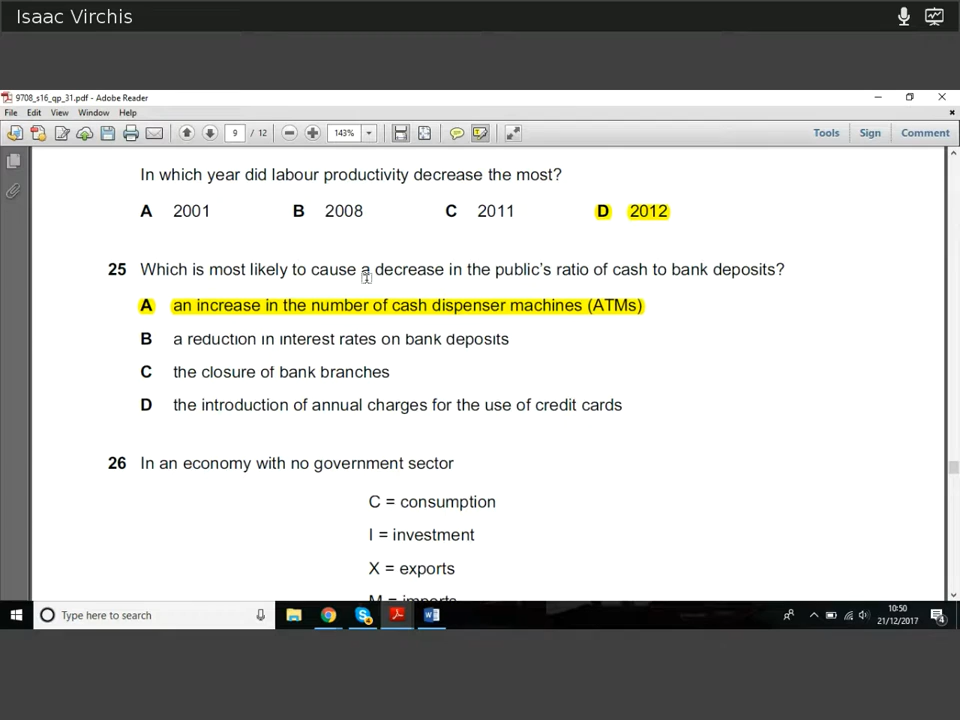 Isaac Virchis
9708_s16_qp_31.pdf - Adobe Reader
File Edit View Window Help
9 / 12 143% Tools Sign Comment
In which year did labour productivity decrease the most?
A 2001 B 2008 C 2011 D 2012
25 Which is most likely to cause a decrease in the public's ratio of cash to bank deposits?
A an increase in the number of cash dispenser machines (ATMs)
B a reduction in interest rates on bank deposits
C the closure of bank branches
D the introduction of annual charges for the use of credit cards
26 In an economy with no government sector
C = consumption
I = investment
X = exports
M = imports
Type here to search
10:50
21/12/2017